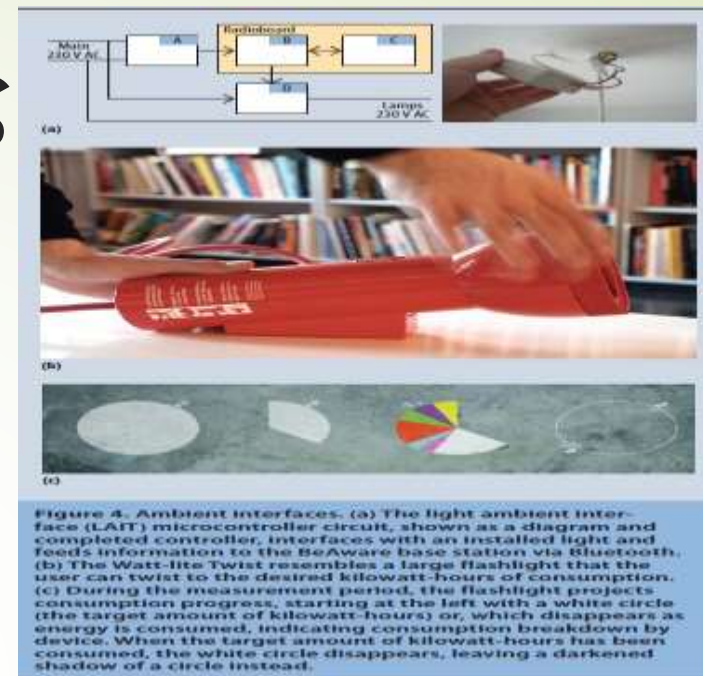 Radioboard
A
B
C
Main
230 V AC
D
Lamps
230 V AC
(a)
(b)
(c)
Figure 4. Ambient Interfaces. (a) The light ambient inter-
face (LAIT) microcontroller circuit, shown as a diagram and
completed controller, interfaces with an installed light and
feeds information to the BeAware base station via Bluetooth.
(b) The Watt-lite Twist resembles a large flashlight that the
user can twist to the desired kilowatt-hours of consumption.
(c) During the measurement period, the flashlight projects
consumption progress, starting at the left with a white circle
(the target amount of kilowatt-hours) or, which disappears as
energy is consumed, indicating consumption breakdown by
device. When the target amount of kilowatt-hours has been
consumed, the white circle disappears, leaving a darkened
shadow of a circle instead.